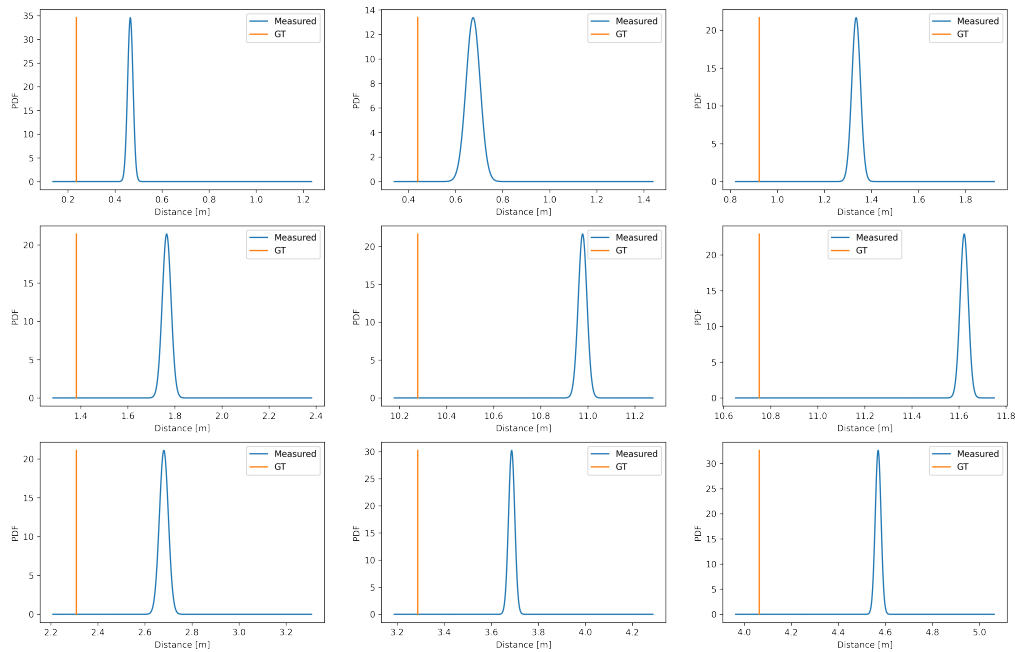 35
30
25
20
15
10
5
0
PDF
Measured
GT
0.2 0.4 0.6 0.8 1.0 1.2
Distance [m]
14
12
10
8
6
4
2
0
PDF
Measured
GT
0.4 0.6 0.8 1.0 1.2 1.4
Distance [m]
20
15
10
5
0
PDF
Measured
GT
0.8 1.0 1.2 1.4 1.6 1.8
Distance [m]
20
15
10
5
0
PDF
Measured
GT
1.4 1.6 1.8 2.0 2.2 2.4
Distance [m]
20
15
10
5
0
PDF
Measured
GT
10.2 10.4 10.6 10.8 11.0 11.2
Distance [m]
20
15
10
5
0
PDF
Measured
GT
10.6 10.8 11.0 11.2 11.4 11.6 11.8
Distance [m]
20
15
10
5
0
PDF
Measured
GT
2.2 2.4 2.6 2.8 3.0 3.2
Distance [m]
30
25
20
15
10
5
0
PDF
Measured
GT
3.2 3.4 3.6 3.8 4.0 4.2
Distance [m]
30
25
20
15
10
5
0
PDF
Measured
GT
4.0 4.2 4.4 4.6 4.8 5.0
Distance [m]